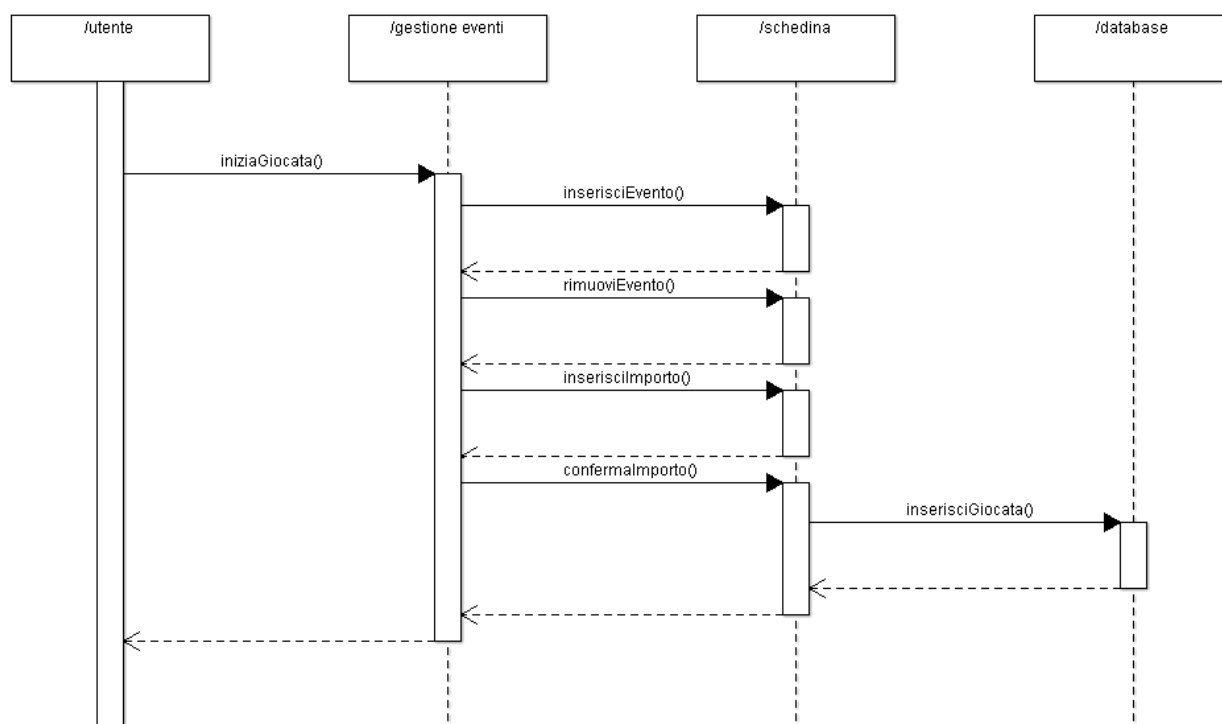 /utente
/gestione eventi
/schedina
/database
iniziaGiocata()
inserisciEvento()
rimuoviEvento()
inserisciImporto()
confermaImporto()
inserisciGiocata()